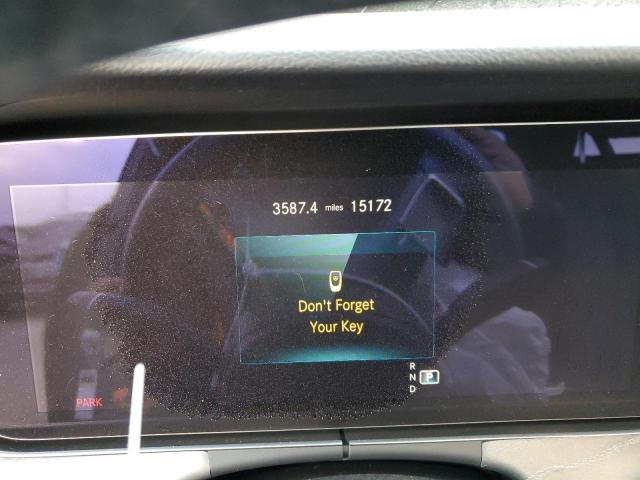 3587.4 miles 15172
Don't Forget
Your Key
R
N P
D
PARK